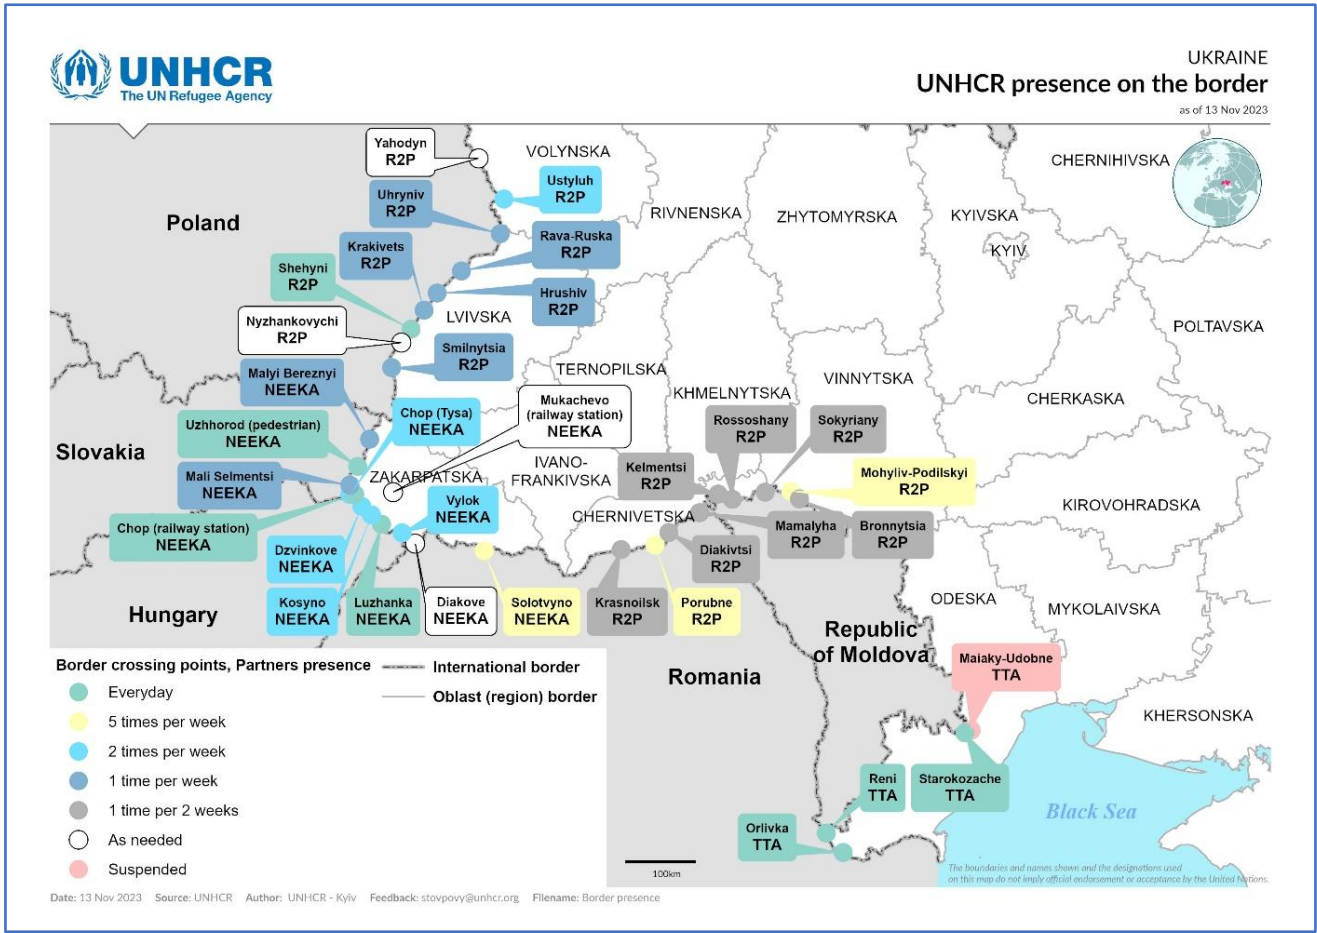 UNHCR
The UN Refugee Agency
UKRAINE
UNHCR presence on the border
as of 13 Nov 2023
Yahodyn
R2P
VOLYNSKA
CHERNIHIVSKA
Ustyluh
R2P
Uhryniv
R2P
Poland
RIVNENSKA
ZHYTOMYRSKA
KYIVSKA
KYIV
Rava-Ruska
R2P
Krakivets
R2P
Shehyni
R2P
Hrushiv
R2P
Nyzhankovychi
R2P
LVIVSKA
POLTAVSKA
Smilnytsia
R2P
TERNOPILSKA
KHMELNYTSKA
VINNYTSKA
CHERKASKA
Malyi Bereznyi
NEEKA
Mukachevo
(railway station)
NEEKA
Chop (Tysa)
NEEKA
Uzhhorod (pedestrian)
NEEKA
Rossoshany
R2P
Sokyriany
R2P
Slovakia
Mali Selmentsi
NEEKA
ZAKARPATSKA
IVANO-
FRANKIVSKA
Kelmentsi
R2P
Mohyliv-Podilskyi
R2P
KIROVOHRADSKA
Vylok
NEEKA
Chop (railway station)
NEEKA
CHERNIVETSKA
Mamalyha
R2P
Bronnytsia
R2P
Dzvinkove
NEEKA
Diakivtsi
R2P
Hungary
Kosyno
NEEKA
Luzhanka
NEEKA
Diakove
NEEKA
Solotvyno
NEEKA
Krasnoilsk
R2P
Porubne
R2P
ODESKA
MYKOLAIVSKA
Republic
of Moldova
Romania
Maiaky-Udobne
TTA
KHERSONSKA
Reni
TTA
Starokozache
TTA
Orlivka
TTA
Black Sea
Border crossing points, Partners presence
Everyday
5 times per week
2 times per week
1 time per week
1 time per 2 weeks
As needed
Suspended
International border
Oblast (region) border
100km
The boundaries and names shown and the designations used
on this map do not imply official endorsement or acceptance by the United Nations.
Date: 13 Nov 2023 Source: UNHCR Author: UNHCR - Kyiv Feedback: stovpovy@unhcr.org Filename: Border presence